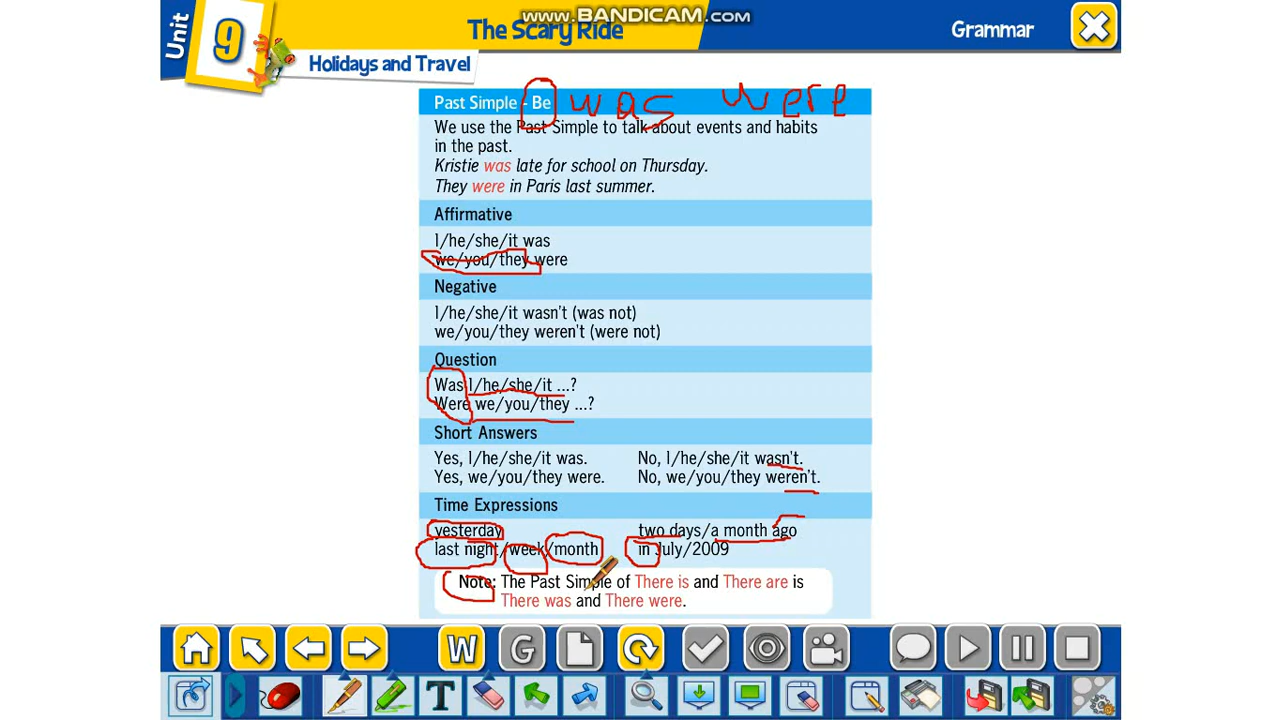 www.BANDICAM.com
Unit 9
The Scary Ride
Grammar
Holidays and Travel
Past Simple - Be was were
We use the Past Simple to talk about events and habits
in the past.
Kristie was late for school on Thursday.
They were in Paris last summer.
Affirmative
I/he/she/it was
we/you/they were
Negative
I/he/she/it wasn't (was not)
we/you/they weren't (were not)
Question
Was I/he/she/it ...?
Were we/you/they ...?
Short Answers
Yes, I/he/she/it was. No, I/he/she/it wasn't.
Yes, we/you/they were. No, we/you/they weren't.
Time Expressions
yesterday two days/a month ago
last night/week/month in July/2009
Note: The Past Simple of There is and There are is
There was and There were.
W G
T